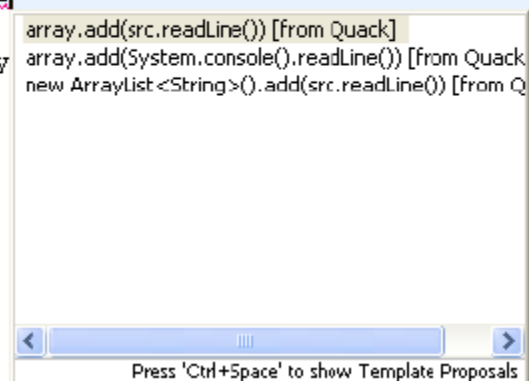 array.add(src.readLine()) [from Quack]
array.add(System.console().readLine()) [from Quack
new ArrayList<String>().add(src.readLine()) [from Q
Press 'Ctrl+Space' to show Template Proposals